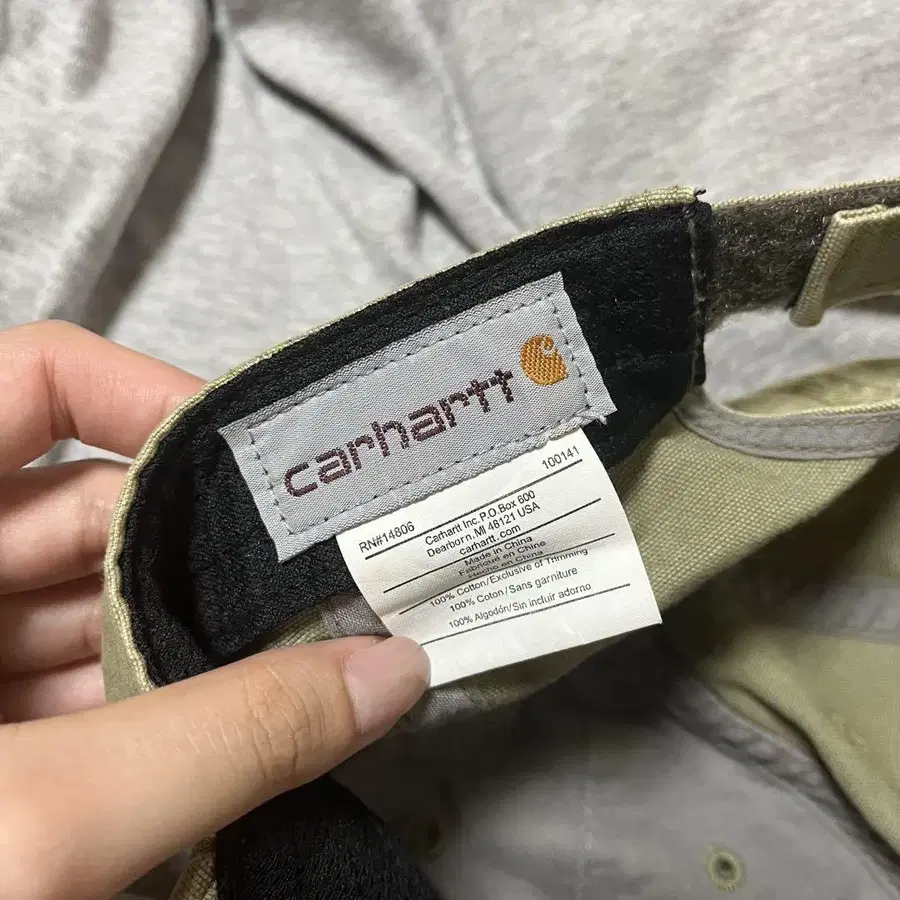 carhartt
RN#14806 100141
Carhartt Inc. P.O.Box 600
Dearborn, MI 48121 USA
carhartt.com
Made in China
Fabriqué en Chine
Hecho en China
100% Cotton/Exclusive of Trimming
100% Coton/Sans garniture
100% Algodón/Sin incluir adorno